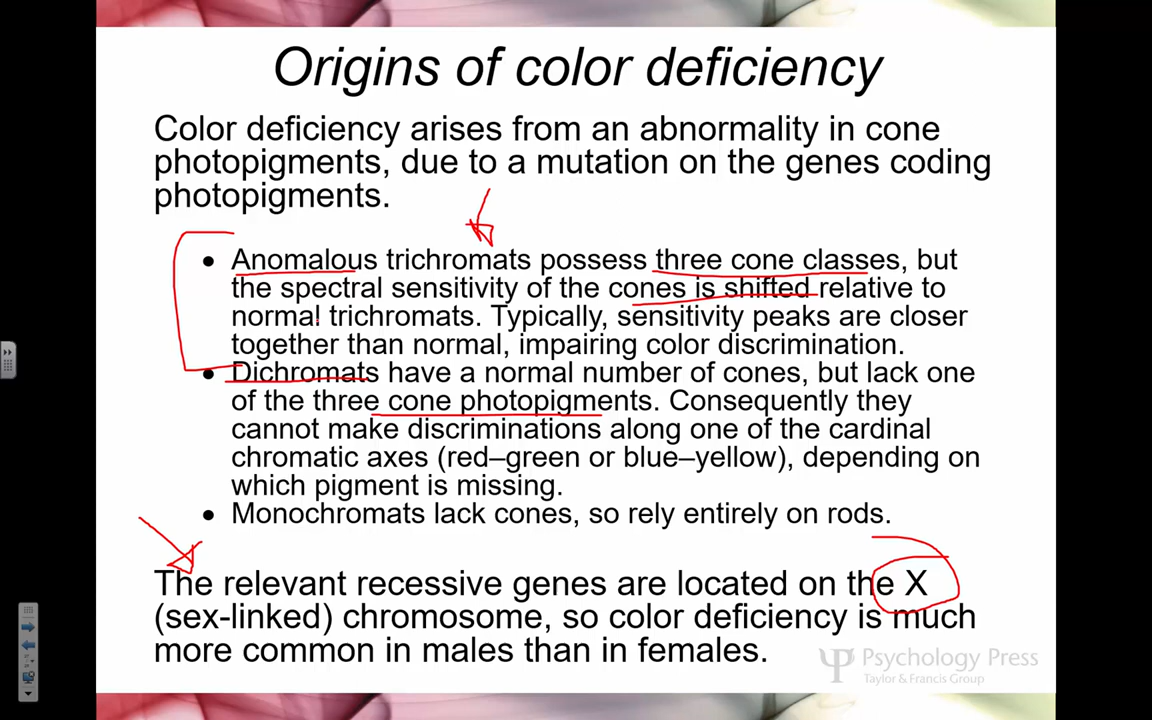 Origins of color deficiency
Color deficiency arises from an abnormality in cone
photopigments, due to a mutation on the genes coding
photopigments.
• Anomalous trichromats possess three cone classes, but
the spectral sensitivity of the cones is shifted relative to
normal trichromats. Typically, sensitivity peaks are closer
together than normal, impairing color discrimination.
• Dichromats have a normal number of cones, but lack one
of the three cone photopigments. Consequently they
cannot make discriminations along one of the cardinal
chromatic axes (red–green or blue–yellow), depending on
which pigment is missing.
• Monochromats lack cones, so rely entirely on rods.
The relevant recessive genes are located on the X
(sex-linked) chromosome, so color deficiency is much
more common in males than in females.
Psychology Press
Taylor & Francis Group